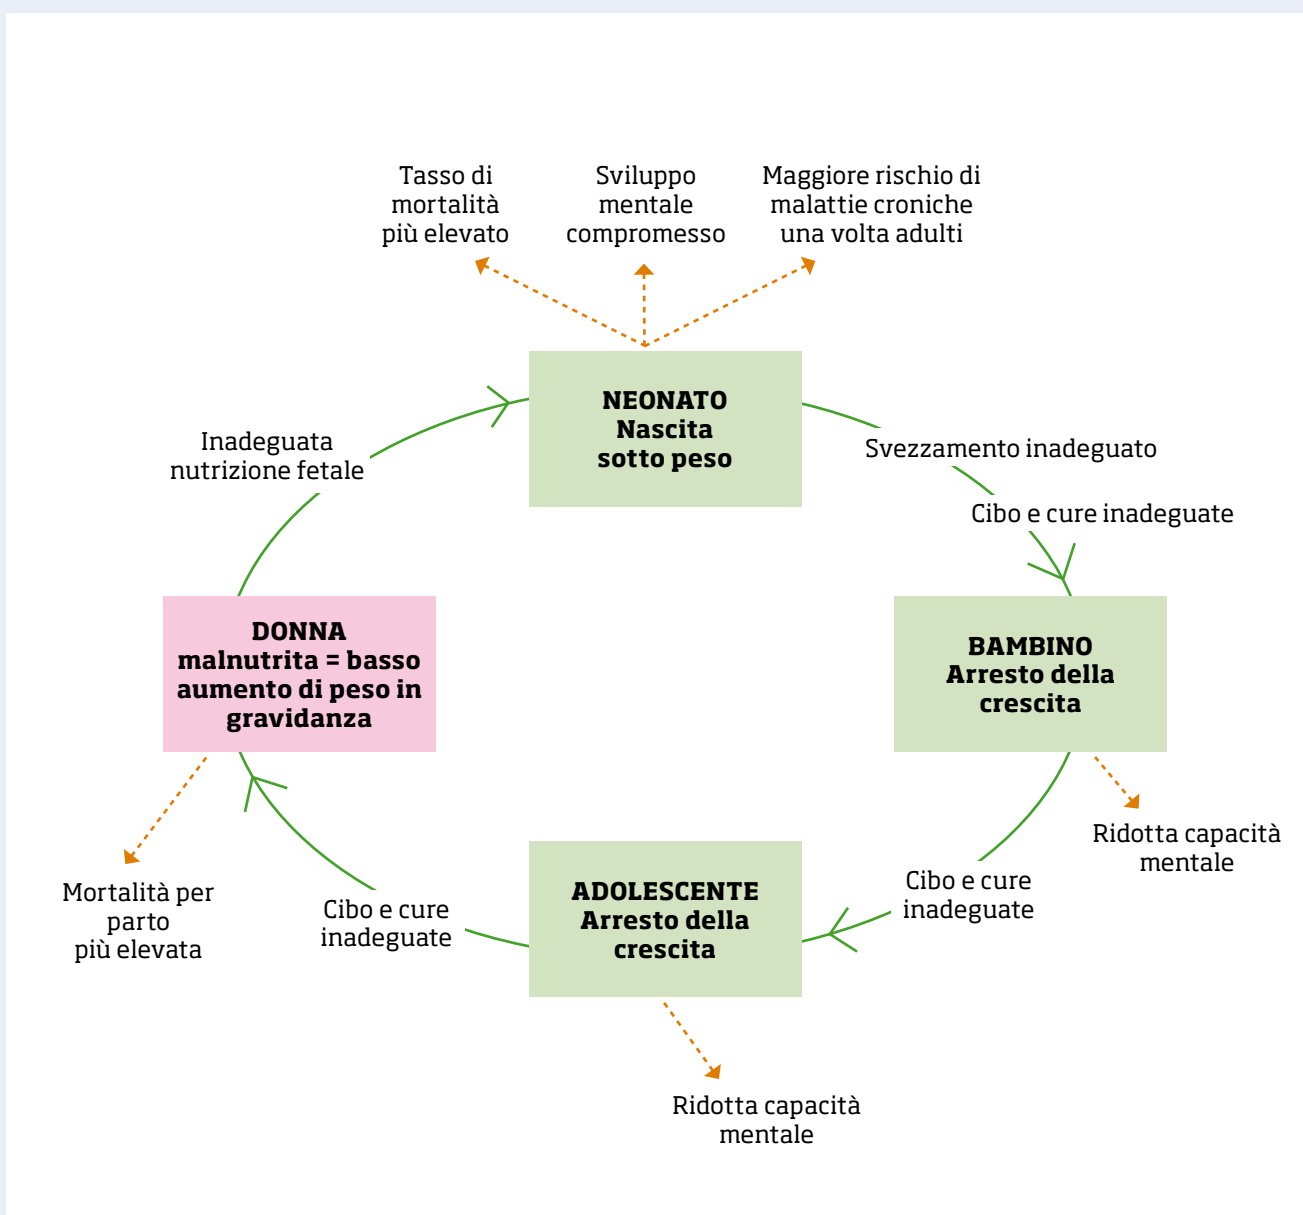 Tasso di
mortalità
più elevato
Sviluppo
mentale
compromesso
Maggiore rischio di
malattie croniche
una volta adulti
NEONATO
Nascita
sotto peso
Inadeguata
nutrizione fetale
Svezzamento inadeguato
Cibo e cure inadeguate
DONNA
malnutrita = basso
aumento di peso in
gravidanza
BAMBINO
Arresto della
crescita
Ridotta capacità
mentale
Mortalità per
parto
più elevata
Cibo e cure
inadeguate
ADOLESCENTE
Arresto della
crescita
Cibo e cure
inadeguate
Ridotta capacità
mentale